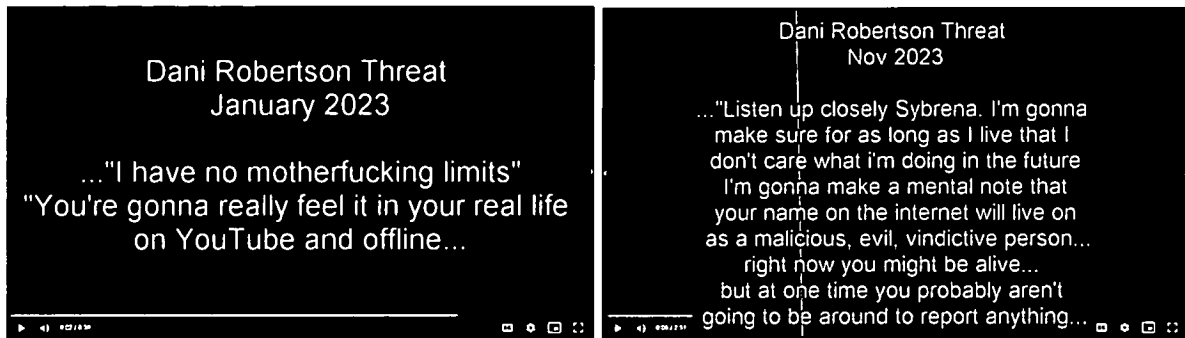 Dani Robertson Threat
January 2023
..."I have no motherfucking limits"
"You're gonna really feel it in your real life
on YouTube and offline...
Dani Robertson Threat
Nov 2023
..."Listen up closely Sybrena. I'm gonna
make sure for as long as I live that I
don't care what i'm doing in the future
I'm gonna make a mental note that
your name on the internet will live on
as a malicious, evil, vindictive person...
right now you might be alive...
but at one time you probably aren't
going to be around to report anything...